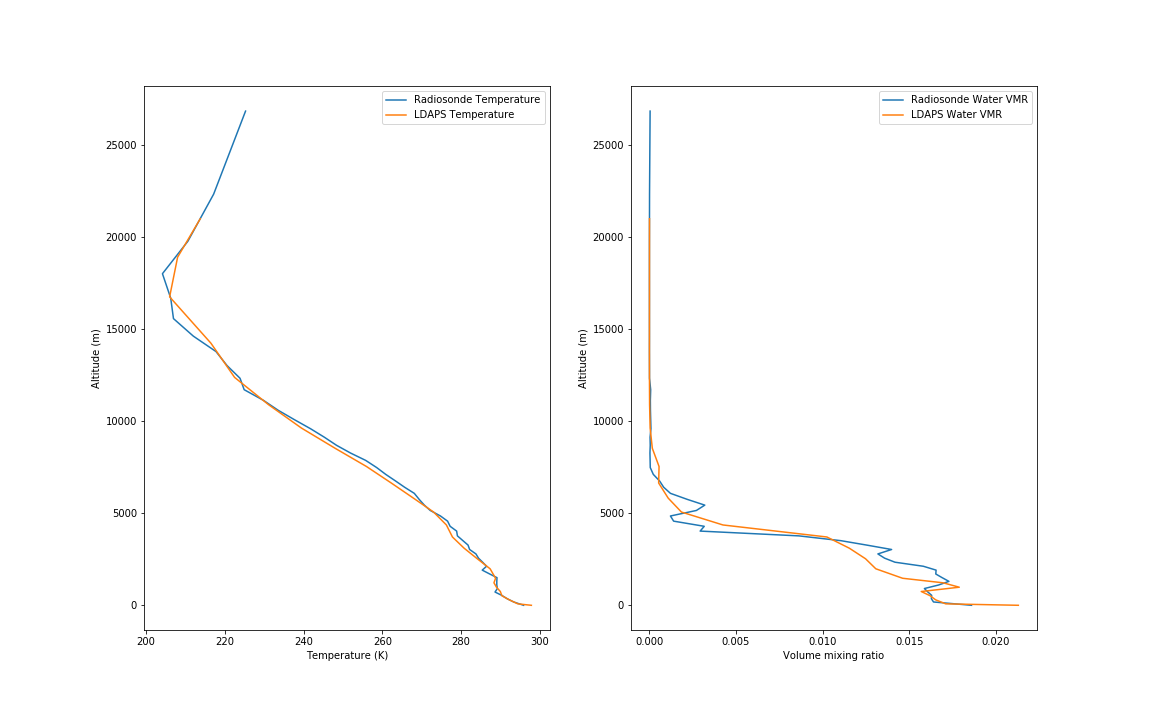 Radiosonde Temperature
LDAPS Temperature
25000
20000
15000
10000
5000
0
Altitude (m)
200
220
240
260
280
300
Temperature (K)
Radiosonde Water VMR
LDAPS Water VMR
25000
20000
15000
10000
5000
0
Altitude (m)
0.000
0.005
0.010
0.015
0.020
Volume mixing ratio